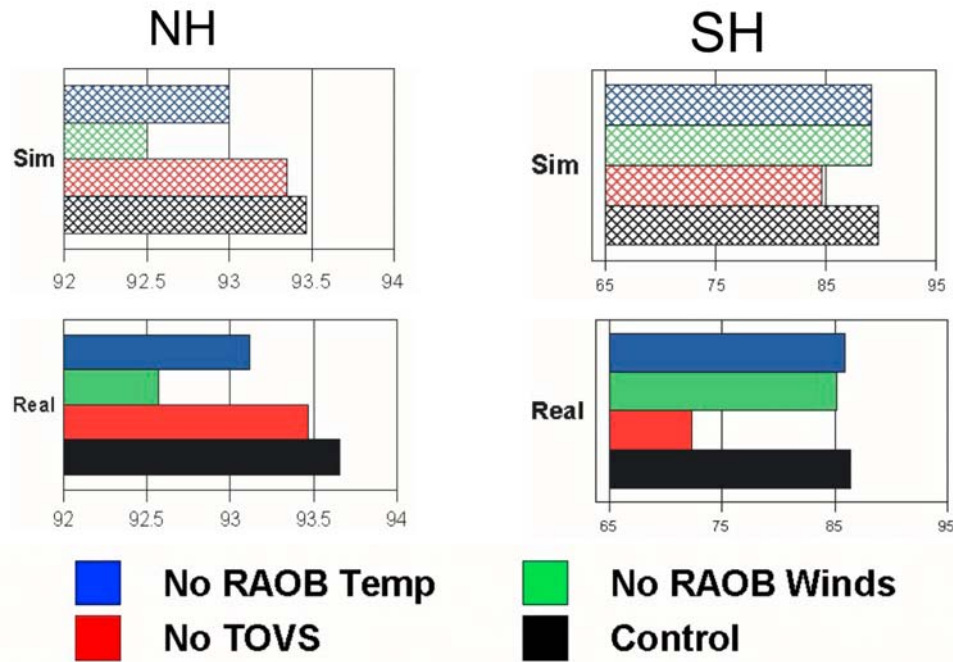 NH
SH
Sim
92 92.5 93 93.5 94
Sim
65 75 85 95
Real
92 92.5 93 93.5 94
Real
65 75 85 95
No RAOB Temp
No RAOB Winds
No TOVS
Control